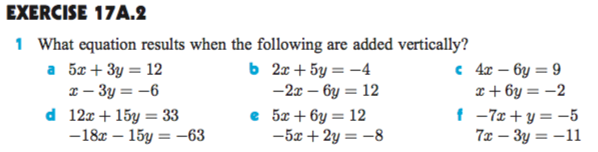 EXERCISE 17A.2
1 What equation results when the following are added vertically?
a 5x + 3y = 12 b 2x + 5y = −4 c 4x − 6y = 9
x − 3y = −6 −2x − 6y = 12 x + 6y = −2
d 12x + 15y = 33 e 5x + 6y = 12 f −7x + y = −5
−18x − 15y = −63 −5x + 2y = −8 7x − 3y = −11